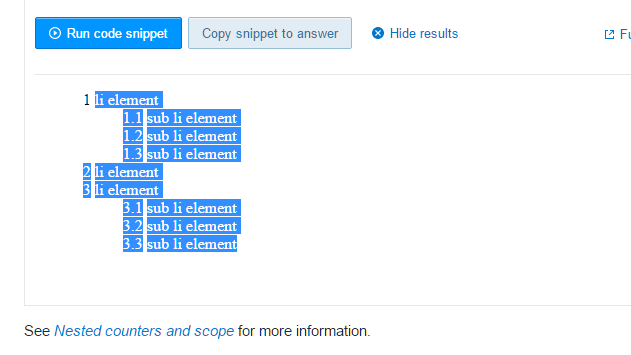 Run code snippet Copy snippet to answer Hide results
1 li element
1.1 sub li element
1.2 sub li element
1.3 sub li element
2 li element
3 li element
3.1 sub li element
3.2 sub li element
3.3 sub li element
See Nested counters and scope for more information.